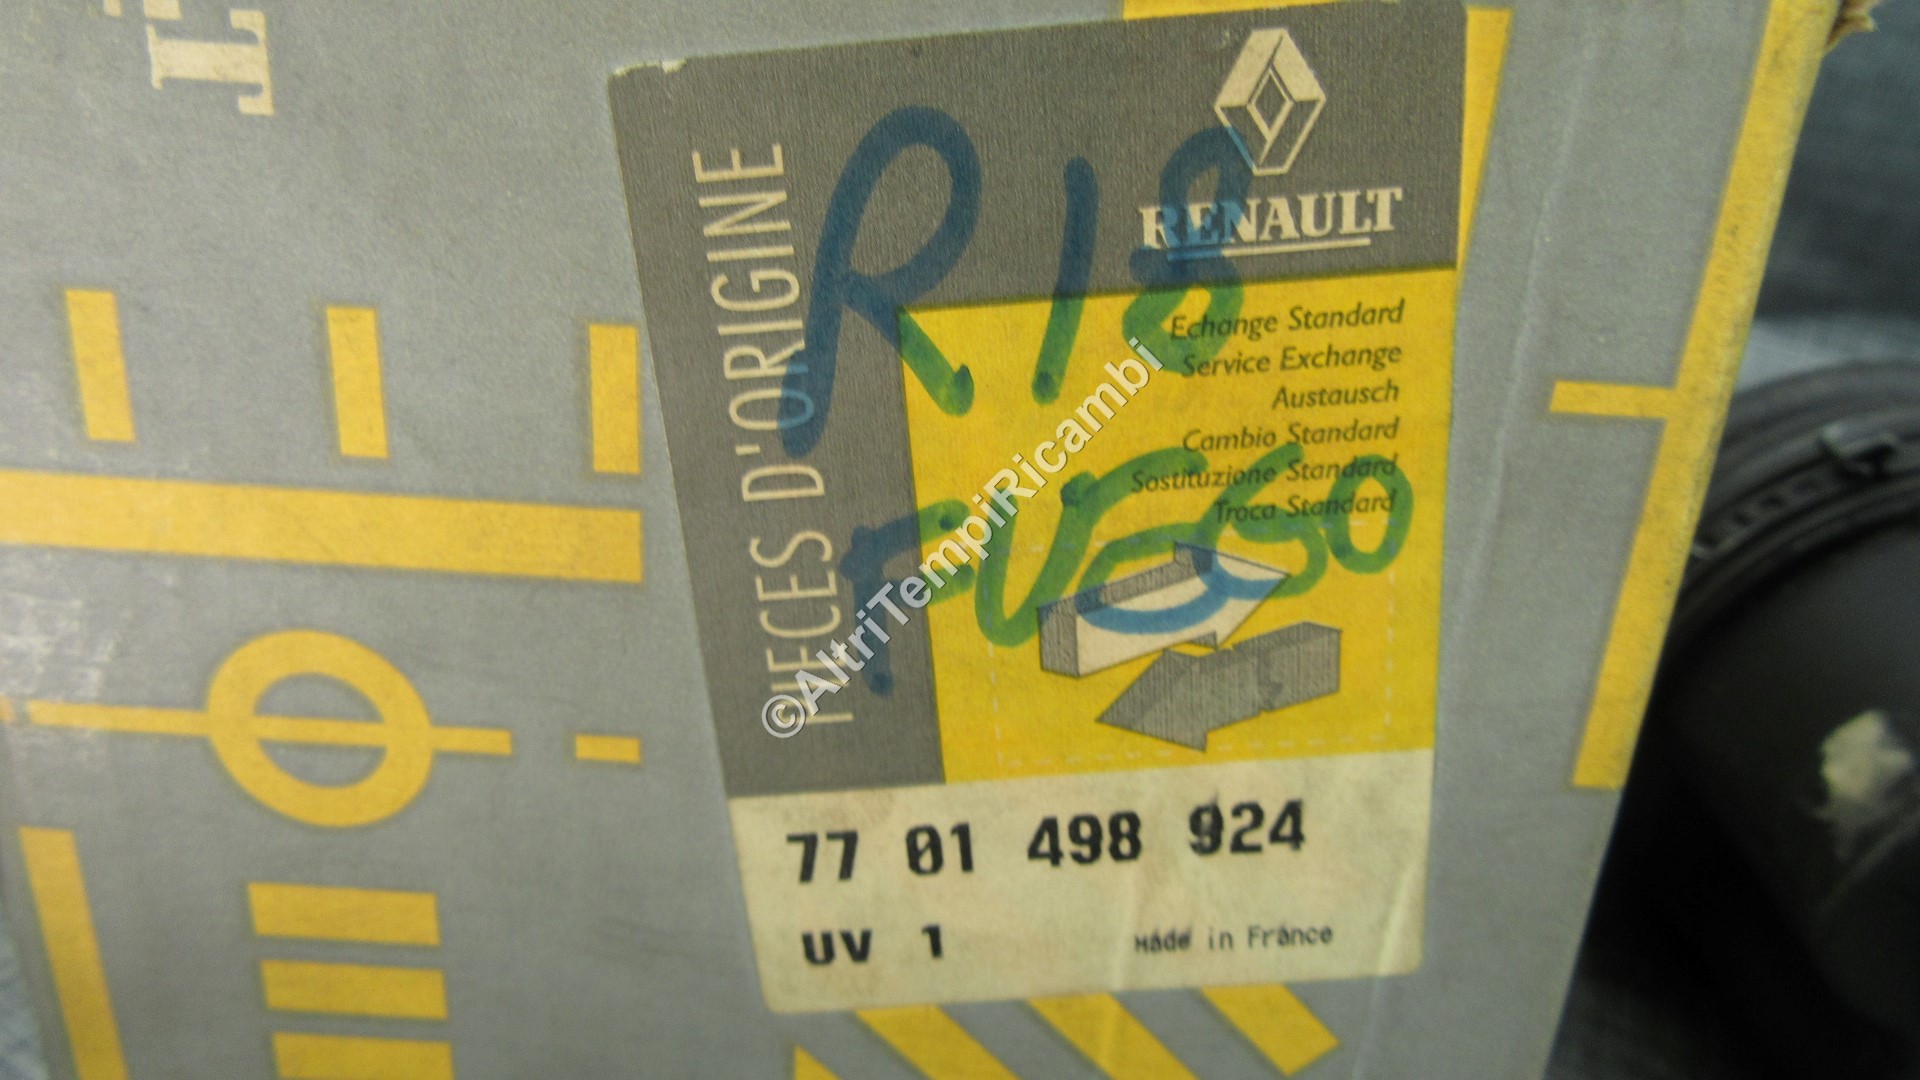 RENAULT
PIECES D'ORIGINE
R.18
FUEGO
Echange Standard
Service Exchange
Austausch
Cambio Standard
Sostituzione Standard
Troca Standard
©AltriTempiRicambi
77 01 498 924
UV 1
Made in France